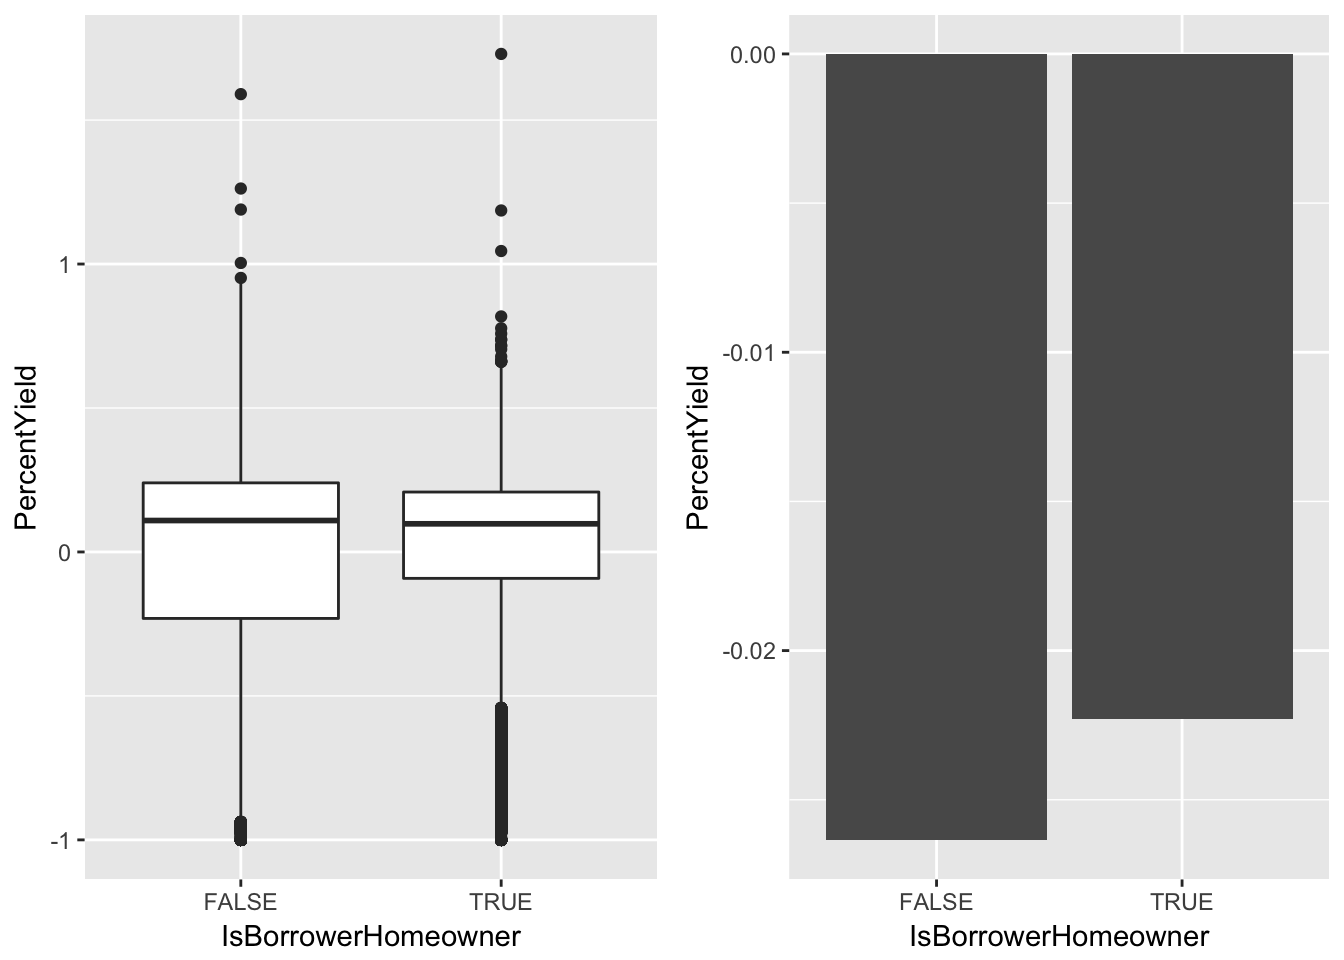 PercentYield
1
0
-1
FALSE
TRUE
IsBorrowerHomeowner
PercentYield
0.00
-0.01
-0.02
FALSE
TRUE
IsBorrowerHomeowner